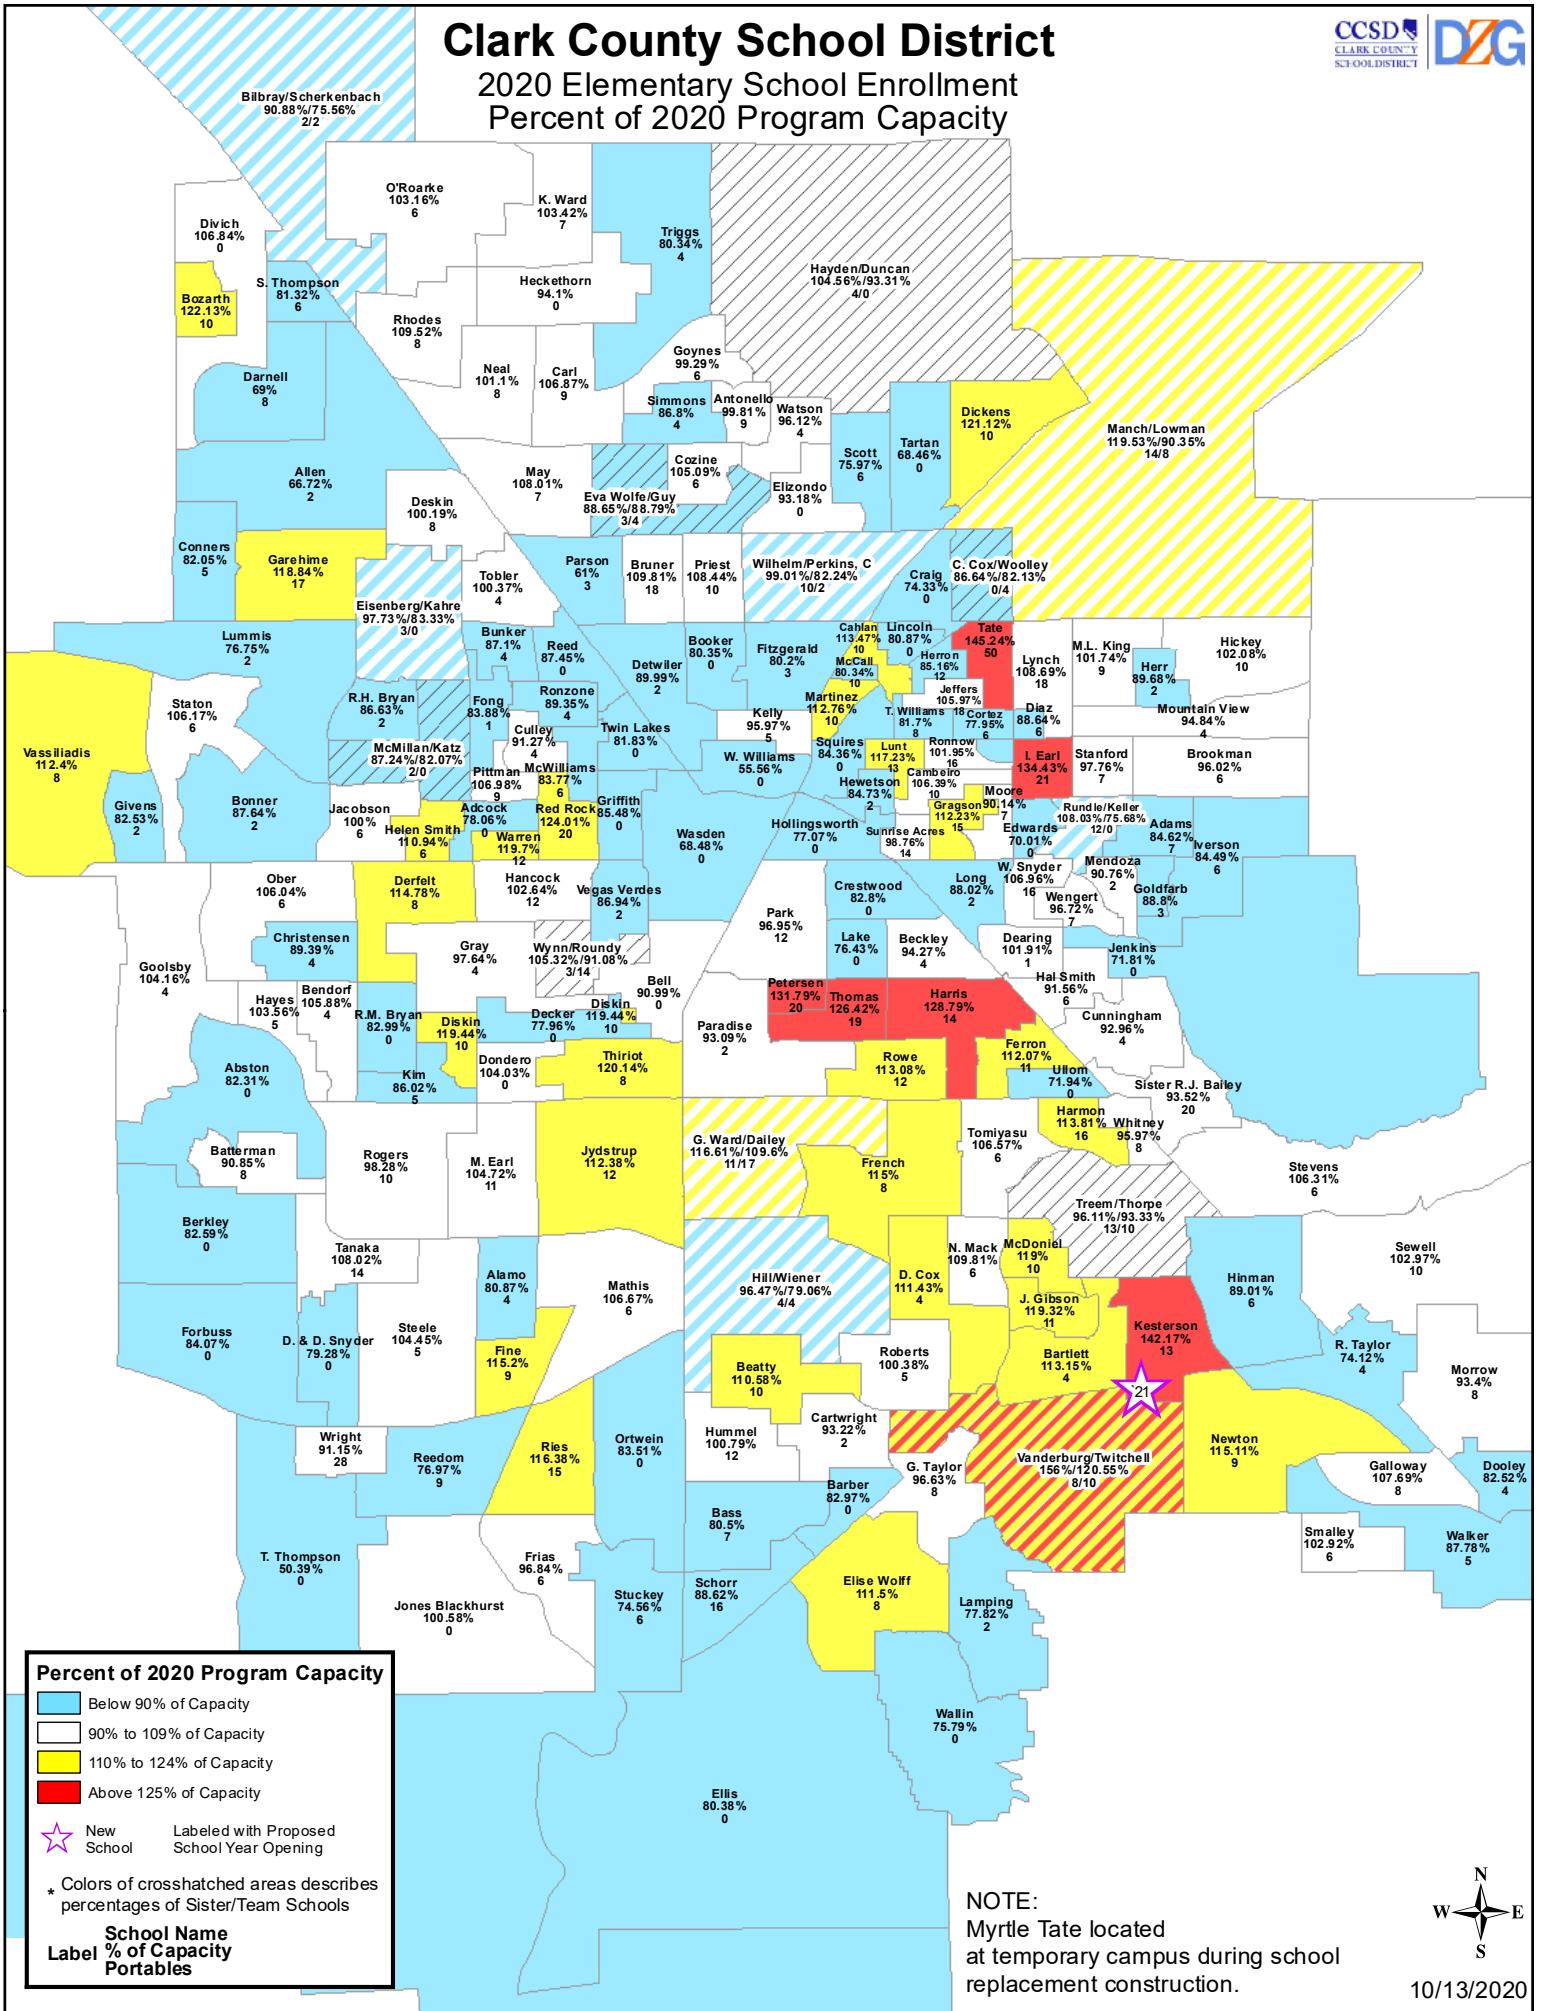 Clark County School District
2020 Elementary School Enrollment
Percent of 2020 Program Capacity
CCSD
CLARK COUNTY
SCHOOL DISTRICT
DZG
Bilbray/Scherkenbach
90.88%/75.56%
2/2
O'Roarke
103.16%
6
K. Ward
103.42%
7
Divich
106.84%
0
Triggs
80.34%
4
Hayden/Duncan
104.56%/93.31%
4/0
Bozarth
122.13%
10
S. Thompson
81.32%
6
Heckethorn
94.1%
0
Rhodes
109.52%
8
Goynes
99.29%
6
Neal
101.1%
8
Carl
106.87%
9
Darnell
69%
8
Simmons
86.8%
4
Antonello
99.81%
9
Watson
96.12%
4
Dickens
121.12%
10
Manch/Lowman
119.53%/90.35%
14/8
Scott
75.97%
6
Tartan
68.46%
0
Allen
66.72%
2
May
108.01%
7
Cozine
105.09%
6
Elizondo
93.18%
0
Deskin
100.19%
8
Eva Wolfe/Guy
88.65%/88.79%
3/4
Conners
82.05%
5
Garehime
118.84%
17
Parson
61%
3
Bruner
109.81%
18
Priest
108.44%
10
Wilhelm/Perkins, C
99.01%/82.24%
10/2
Craig
74.33%
0
C. Cox/Woolley
86.64%/82.13%
0/4
Tobler
100.37%
4
Eisenberg/Kahre
97.73%/83.33%
3/0
Lummis
76.75%
2
Bunker
87.1%
4
Reed
87.45%
0
Detwiler
89.99%
2
Booker
80.35%
0
Fitzgerald
80.2%
3
Cahlan
113.47%
10
Lincoln
80.87%
0
Tate
145.24%
50
McCall
80.34%
10
Herron
85.16%
12
Lynch
108.69%
18
M.L. King
101.74%
9
Herr
89.68%
2
Hickey
102.08%
10
Staton
106.17%
6
R.H. Bryan
86.63%
2
Fong
83.88%
1
Ronzone
89.35%
4
Martinez
112.76%
10
Jeffers
105.97%
18
T. Williams
81.7%
8
Cortez
77.95%
6
Diaz
88.64%
6
Mountain View
94.84%
4
Kelly
95.97%
5
Culley
91.27%
4
Twin Lakes
81.83%
0
Vassiliadis
112.4%
8
McMillan/Katz
87.24%/82.07%
2/0
W. Williams
55.56%
0
Squires
84.36%
0
Lunt
117.23%
13
Ronnow
101.95%
16
I. Earl
134.43%
21
Stanford
97.76%
7
Brookman
96.02%
6
Pittman
106.98%
9
McWilliams
83.77%
6
Hewetson
84.73%
2
Cambeiro
106.39%
10
Moore
90.14%
7
Givens
82.53%
2
Bonner
87.64%
2
Jacobson
100%
6
Helen Smith
110.94%
6
Adcock
78.06%
0
Red Rock
124.01%
20
Griffith
85.48%
0
Warren
119.7%
12
Wasden
68.48%
0
Hollingsworth
77.07%
0
Gragson
112.23%
15
Sunrise Acres
98.76%
14
Edwards
70.01%
0
Rundle/Keller
108.03%/75.68%
12/0
Adams
84.62%
7
Iverson
84.49%
6
Ober
106.04%
6
Derfelt
114.78%
8
Hancock
102.64%
12
Vegas Verdes
86.94%
2
Crestwood
82.8%
0
Long
88.02%
2
W. Snyder
106.96%
16
Mendoza
90.76%
2
Wengert
96.72%
7
Goldfarb
88.8%
3
Park
96.95%
12
Christensen
89.39%
4
Gray
97.64%
4
Wynn/Roundy
105.32%/91.08%
3/14
Lake
76.43%
0
Beckley
94.27%
4
Dearing
101.91%
1
Jenkins
71.81%
0
Goolsby
104.16%
4
Bell
90.99%
0
Hal Smith
91.56%
6
Hayes
103.56%
5
Bendorf
105.88%
4
R.M. Bryan
82.99%
0
Diskin
119.44%
10
Decker
77.96%
0
Diskin
119.44%
10
Petersen
131.79%
20
Thomas
126.42%
19
Harris
128.79%
14
Cunningham
92.96%
4
Paradise
93.09%
2
Abston
82.31%
0
Kim
86.02%
5
Dondero
104.03%
0
Thiriot
120.14%
8
Rowe
113.08%
12
Ferron
112.07%
11
Ullom
71.94%
0
Sister R.J. Bailey
93.52%
20
Harmon
113.81%
16
Whitney
95.97%
8
Batterman
90.85%
8
Rogers
98.28%
10
M. Earl
104.72%
11
Jydstrup
112.38%
12
G. Ward/Dailey
116.61%/109.6%
11/17
French
115%
8
Tomiyasu
106.57%
6
Stevens
106.31%
6
Treem/Thorpe
96.11%/93.33%
13/10
Berkley
82.59%
0
Tanaka
108.02%
14
Alamo
80.87%
4
Mathis
106.67%
6
Hill/Wiener
96.47%/79.06%
4/4
D. Cox
111.43%
4
N. Mack
109.81%
6
McDoniel
119%
10
Hinman
89.01%
6
Sewell
102.97%
10
J. Gibson
119.32%
11
Forbuss
84.07%
0
D. & D. Snyder
79.28%
0
Steele
104.45%
5
Fine
115.2%
9
Beatty
110.58%
10
Roberts
100.38%
5
Bartlett
113.15%
4
Kesterson
142.17%
13
R. Taylor
74.12%
4
Morrow
93.4%
8
'21
Wright
91.15%
28
Reedom
76.97%
9
Ries
116.38%
15
Ortwein
83.51%
0
Hummel
100.79%
12
Cartwright
93.22%
2
G. Taylor
96.63%
8
Vanderburg/Twitchell
156%/120.55%
8/10
Newton
115.11%
9
Galloway
107.69%
8
Dooley
82.52%
4
Bass
80.5%
7
Barber
82.97%
0
Smalley
102.92%
6
Walker
87.78%
5
T. Thompson
50.39%
0
Frias
96.84%
6
Jones Blackhurst
100.58%
0
Stuckey
74.56%
6
Schorr
88.62%
16
Elise Wolff
111.5%
8
Lamping
77.82%
2
Wallin
75.79%
0
Ellis
80.38%
0
Percent of 2020 Program Capacity
Below 90% of Capacity
90% to 109% of Capacity
110% to 124% of Capacity
Above 125% of Capacity
New School
Labeled with Proposed School Year Opening
* Colors of crosshatched areas describes
percentages of Sister/Team Schools
Label
School Name
% of Capacity
Portables
NOTE:
Myrtle Tate located
at temporary campus during school
replacement construction.
N
W
E
S
10/13/2020